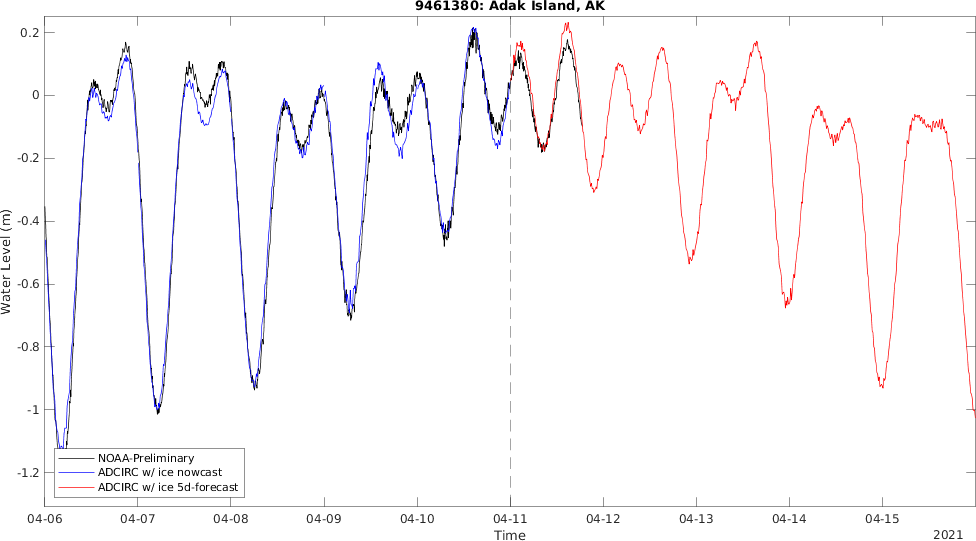 9461380: Adak Island, AK
Water Level (m)
0.2
0
-0.2
-0.4
-0.6
-0.8
-1
-1.2
NOAA-Preliminary
ADCIRC w/ ice nowcast
ADCIRC w/ ice 5d-forecast
04-06 04-07 04-08 04-09 04-10 04-11 04-12 04-13 04-14 04-15
Time
2021